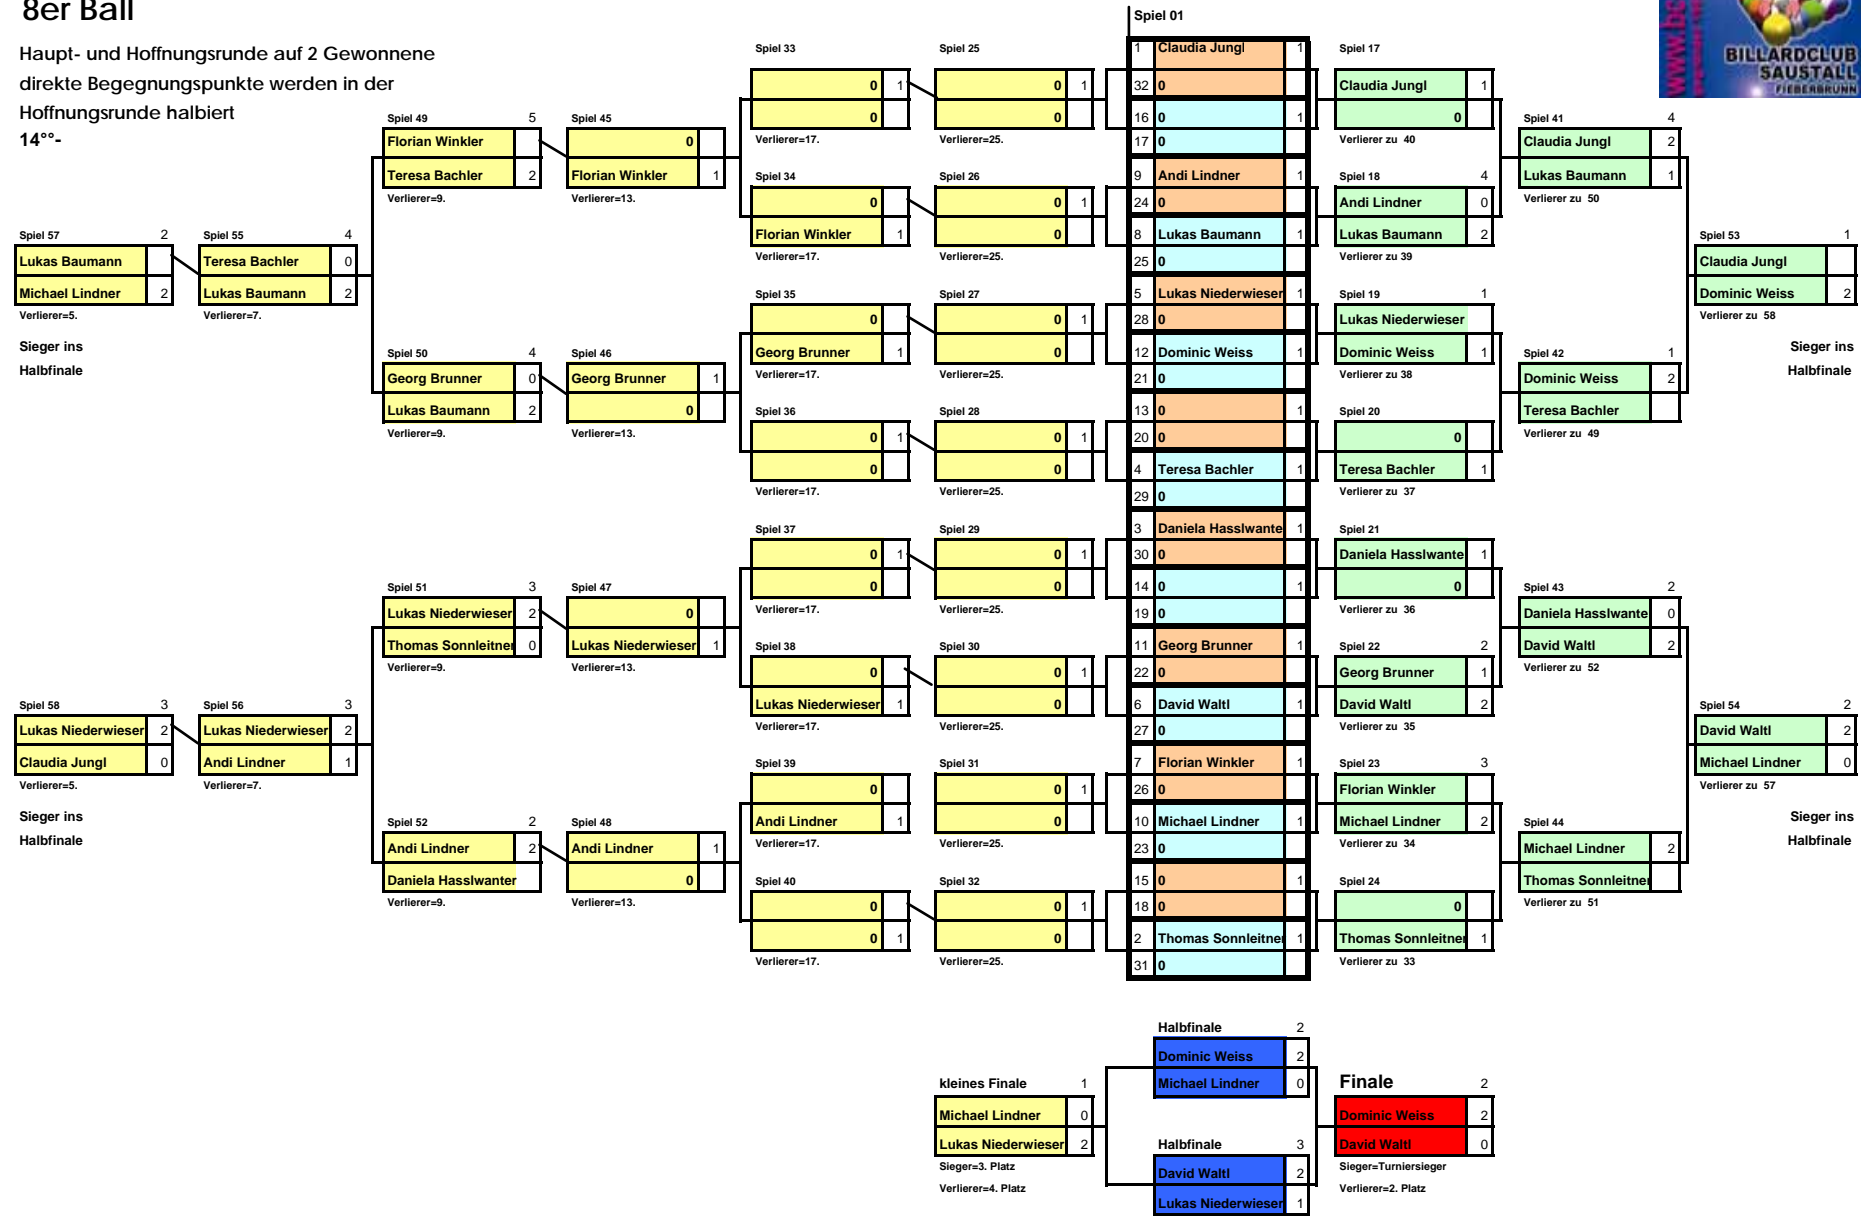 8er Ball
Haupt- und Hoffnungsrunde auf 2 Gewonnene
direkte Begegnungspunkte werden in der
Hoffnungsrunde halbiert
14°°-
BILLARDCLUB
SAUSTALL
FIEBERBRUNN
www.bc
Spiel 57 2
Lukas Baumann
Michael Lindner 2
Verlierer=5.
Sieger ins
Halbfinale
Spiel 58 3
Lukas Niederwieser 2
Claudia Jungl 0
Verlierer=5.
Sieger ins
Halbfinale
Spiel 55 4
Teresa Bachler 0
Lukas Baumann 2
Verlierer=7.
Spiel 56 3
Lukas Niederwieser 2
Andi Lindner 1
Verlierer=7.
Spiel 49 5
Florian Winkler
Teresa Bachler 2
Verlierer=9.
Spiel 50 4
Georg Brunner 0
Lukas Baumann 2
Verlierer=9.
Spiel 51 3
Lukas Niederwieser 2
Thomas Sonnleitner 0
Verlierer=9.
Spiel 52 2
Andi Lindner 2
Daniela Hasslwanter
Verlierer=9.
Spiel 45
0
Florian Winkler 1
Verlierer=13.
Spiel 46
Georg Brunner 1
0
Verlierer=13.
Spiel 47
0
Lukas Niederwieser 1
Verlierer=13.
Spiel 48
Andi Lindner 1
0
Verlierer=13.
Spiel 33
0 1
0
Verlierer=17.
Spiel 34
0
Florian Winkler 1
Verlierer=17.
Spiel 35
0
Georg Brunner 1
Verlierer=17.
Spiel 36
0 1
0
Verlierer=17.
Spiel 37
0 1
0
Verlierer=17.
Spiel 38
0
Lukas Niederwieser 1
Verlierer=17.
Spiel 39
0
Andi Lindner 1
Verlierer=17.
Spiel 40
0
0 1
Verlierer=17.
Spiel 25
0 1
0
Verlierer=25.
Spiel 26
0 1
0
Verlierer=25.
Spiel 27
0 1
0
Verlierer=25.
Spiel 28
0 1
0
Verlierer=25.
Spiel 29
0 1
0
Verlierer=25.
Spiel 30
0 1
0
Verlierer=25.
Spiel 31
0 1
0
Verlierer=25.
Spiel 32
0 1
0
Verlierer=25.
Spiel 01
1 Claudia Jungl 1
32 0
16 0 1
17 0
9 Andi Lindner 1
24 0
8 Lukas Baumann 1
25 0
5 Lukas Niederwieser 1
28 0
12 Dominic Weiss 1
21 0
13 0 1
20 0
4 Teresa Bachler 1
29 0
3 Daniela Hasslwante 1
30 0
14 0 1
19 0
11 Georg Brunner 1
22 0
6 David Waltl 1
27 0
7 Florian Winkler 1
26 0
10 Michael Lindner 1
23 0
15 0 1
18 0
2 Thomas Sonnleitner 1
31 0
Spiel 17
Claudia Jungl 1
0
Verlierer zu 40
Spiel 18 4
Andi Lindner 0
Lukas Baumann 2
Verlierer zu 39
Spiel 19 1
Lukas Niederwieser
Dominic Weiss 1
Verlierer zu 38
Spiel 20
0
Teresa Bachler 1
Verlierer zu 37
Spiel 21
Daniela Hasslwante 1
0
Verlierer zu 36
Spiel 22 2
Georg Brunner 1
David Waltl 2
Verlierer zu 35
Spiel 23 3
Florian Winkler
Michael Lindner 2
Verlierer zu 34
Spiel 24
0
Thomas Sonnleitner 1
Verlierer zu 33
Spiel 41 4
Claudia Jungl 2
Lukas Baumann 1
Verlierer zu 50
Spiel 42 1
Dominic Weiss 2
Teresa Bachler
Verlierer zu 49
Spiel 43 2
Daniela Hasslwante 0
David Waltl 2
Verlierer zu 52
Spiel 44
Michael Lindner 2
Thomas Sonnleitner
Verlierer zu 51
Spiel 53 1
Claudia Jungl
Dominic Weiss 2
Verlierer zu 58
Sieger ins
Halbfinale
Spiel 54 2
David Waltl 2
Michael Lindner 0
Verlierer zu 57
Sieger ins
Halbfinale
kleines Finale 1
Michael Lindner 0
Lukas Niederwieser 2
Sieger=3. Platz
Verlierer=4. Platz
Halbfinale 2
Dominic Weiss 2
Michael Lindner 0
Halbfinale 3
David Waltl 2
Lukas Niederwieser 1
Finale 2
Dominic Weiss 2
David Waltl 0
Sieger=Turniersieger
Verlierer=2. Platz